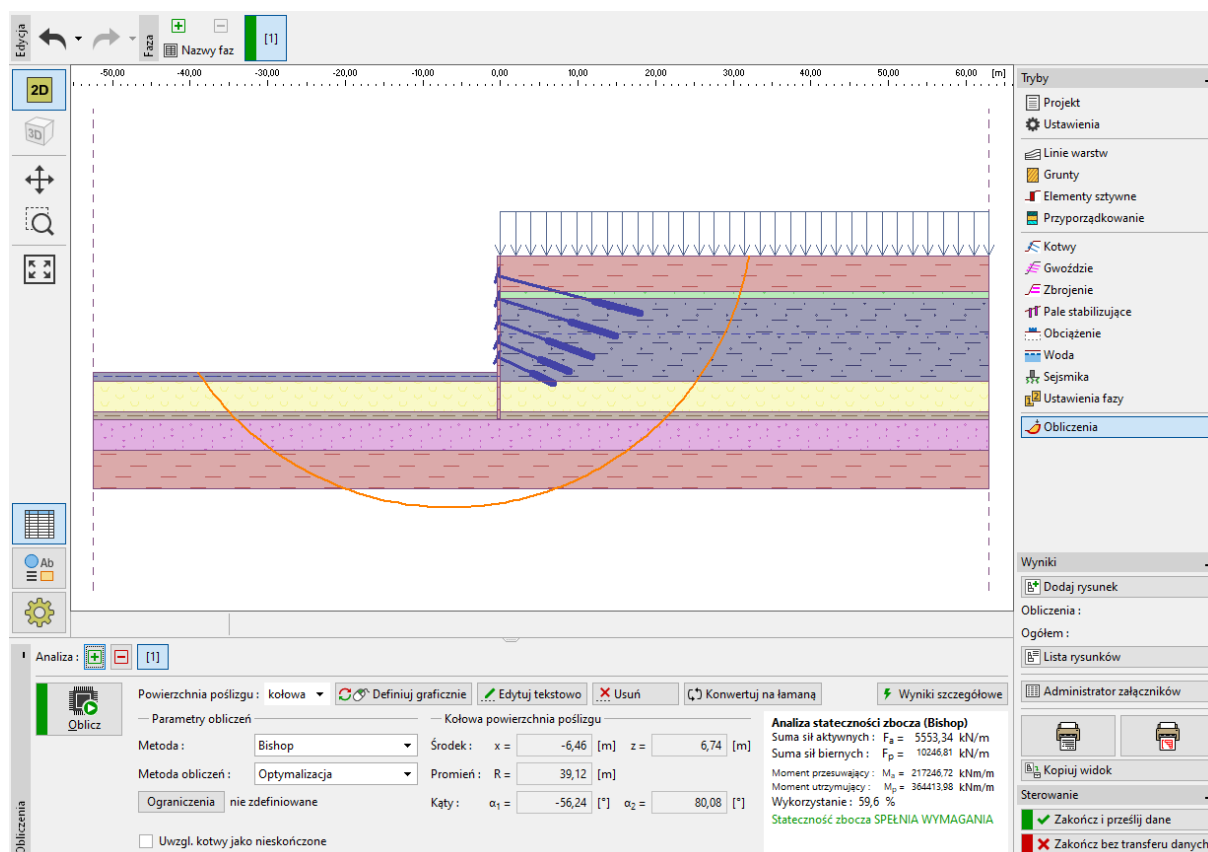 Edycja
Faza
Nazwy faz
[1]
2D
3D
-50,00 -40,00 -30,00 -20,00 -10,00 0,00 10,00 20,00 30,00 40,00 50,00 60,00 [m]
Tryby
Projekt
Ustawienia
Linie warstw
Grunty
Elementy sztywne
Przyporządkowanie
Kotwy
Gwoździe
Zbrojenie
Pale stabilizujące
Obciążenie
Woda
Sejsmika
Ustawienia fazy
Obliczenia
Ab
Wyniki
Dodaj rysunek
Obliczenia :
Ogółem :
Lista rysunków
Administrator załączników
Kopiuj widok
Sterowanie
Zakończ i prześlij dane
Zakończ bez transferu danych
Obliczenia
Analiza : [1]
Oblicz
Powierzchnia poślizgu : kołowa Definiuj graficznie Edytuj tekstowo Usuń Konwertuj na łamaną Wyniki szczegółowe
Parametry obliczeń
Metoda : Bishop
Metoda obliczeń : Optymalizacja
Ograniczenia nie zdefiniowane
Uwzgl. kotwy jako nieskończone
Kołowa powierzchnia poślizgu
Środek : x = -6,46 [m] z = 6,74 [m]
Promień : R = 39,12 [m]
Kąty : α1 = -56,24 [°] α2 = 80,08 [°]
Analiza stateczności zbocza (Bishop)
Suma sił aktywnych : Fa = 5553,34 kN/m
Suma sił biernych : Fp = 10246,81 kN/m
Moment przesuwający : Ma = 217246,72 kNm/m
Moment utrzymujący : Mp = 364413,98 kNm/m
Wykorzystanie : 59,6 %
Stateczność zbocza SPEŁNIA WYMAGANIA